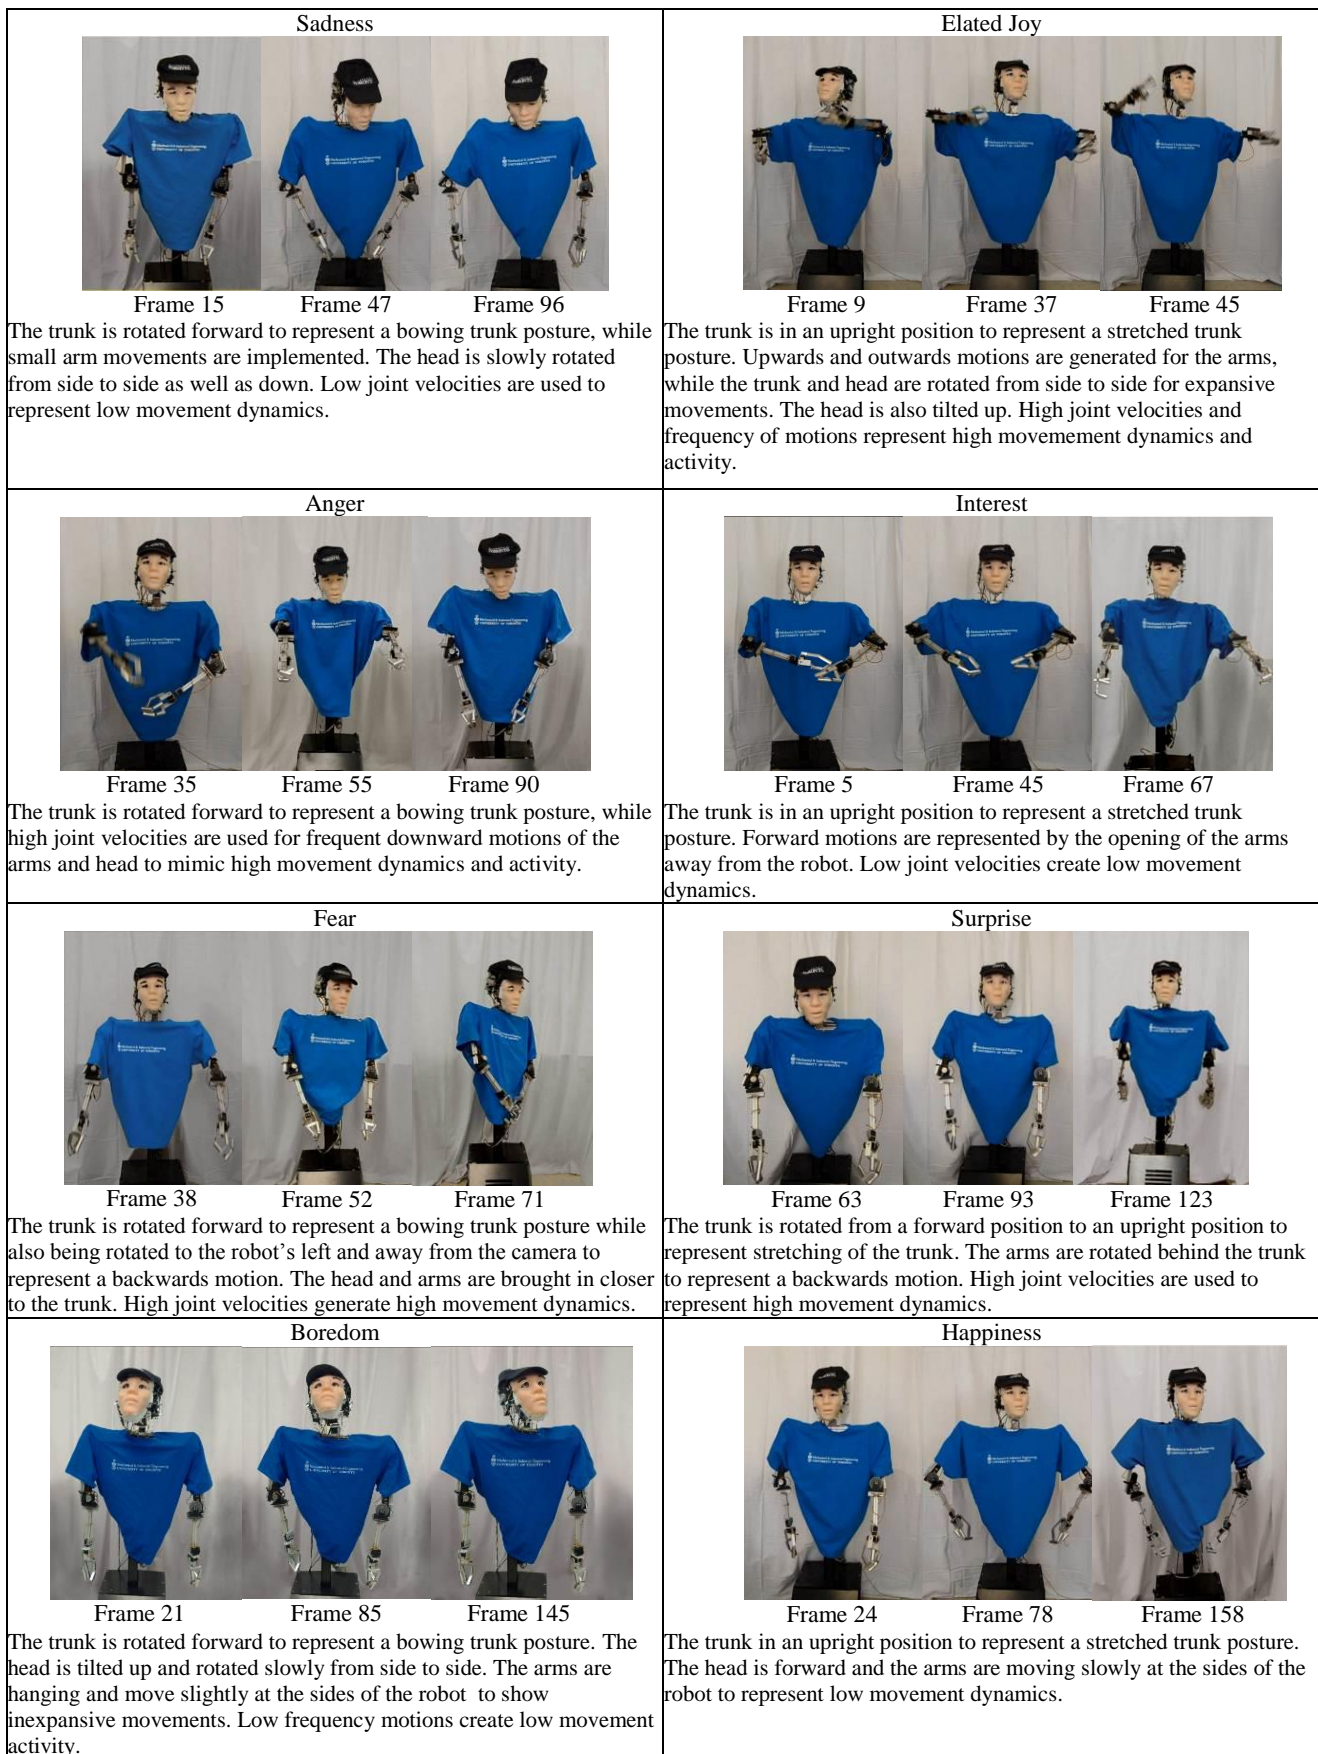 Sadness
Frame 15 Frame 47 Frame 96
The trunk is rotated forward to represent a bowing trunk posture, while
small arm movements are implemented. The head is slowly rotated
from side to side as well as down. Low joint velocities are used to
represent low movement dynamics.
Elated Joy
Frame 9 Frame 37 Frame 45
The trunk is in an upright position to represent a stretched trunk
posture. Upwards and outwards motions are generated for the arms,
while the trunk and head are rotated from side to side for expansive
movements. The head is also tilted up. High joint velocities and
frequency of motions represent high movemement dynamics and
activity.
Anger
Frame 35 Frame 55 Frame 90
The trunk is rotated forward to represent a bowing trunk posture, while
high joint velocities are used for frequent downward motions of the
arms and head to mimic high movement dynamics and activity.
Interest
Frame 5 Frame 45 Frame 67
The trunk is in an upright position to represent a stretched trunk
posture. Forward motions are represented by the opening of the arms
away from the robot. Low joint velocities create low movement
dynamics.
Fear
Frame 38 Frame 52 Frame 71
The trunk is rotated forward to represent a bowing trunk posture while
also being rotated to the robot’s left and away from the camera to
represent a backwards motion. The head and arms are brought in closer
to the trunk. High joint velocities generate high movement dynamics.
Surprise
Frame 63 Frame 93 Frame 123
The trunk is rotated from a forward position to an upright position to
represent stretching of the trunk. The arms are rotated behind the trunk
to represent a backwards motion. High joint velocities are used to
represent high movement dynamics.
Boredom
Frame 21 Frame 85 Frame 145
The trunk is rotated forward to represent a bowing trunk posture. The
head is tilted up and rotated slowly from side to side. The arms are
hanging and move slightly at the sides of the robot to show
inexpansive movements. Low frequency motions create low movement
activity.
Happiness
Frame 24 Frame 78 Frame 158
The trunk in an upright position to represent a stretched trunk posture.
The head is forward and the arms are moving slowly at the sides of the
robot to represent low movement dynamics.